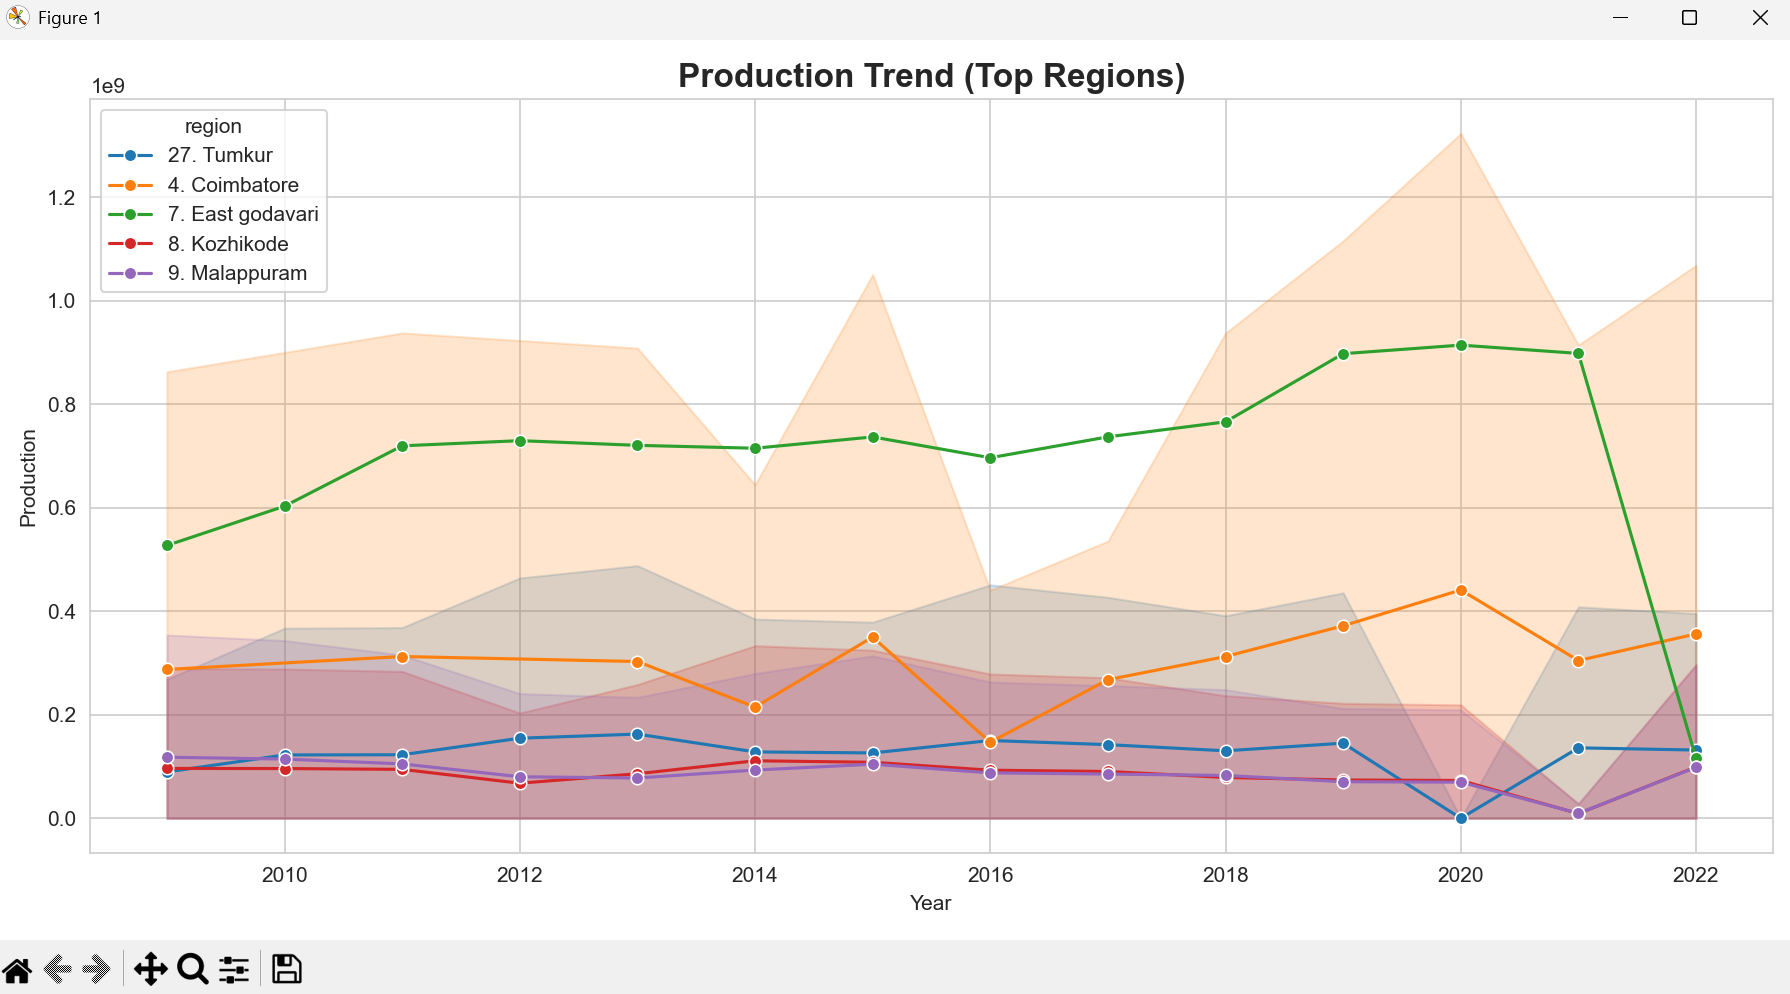 Figure 1
Production Trend (Top Regions)
1e9
region
27. Tumkur
4. Coimbatore
7. East godavari
8. Kozhikode
9. Malappuram
1.2
1.0
0.8
0.6
0.4
0.2
0.0
Production
2010 2012 2014 2016 2018 2020 2022
Year